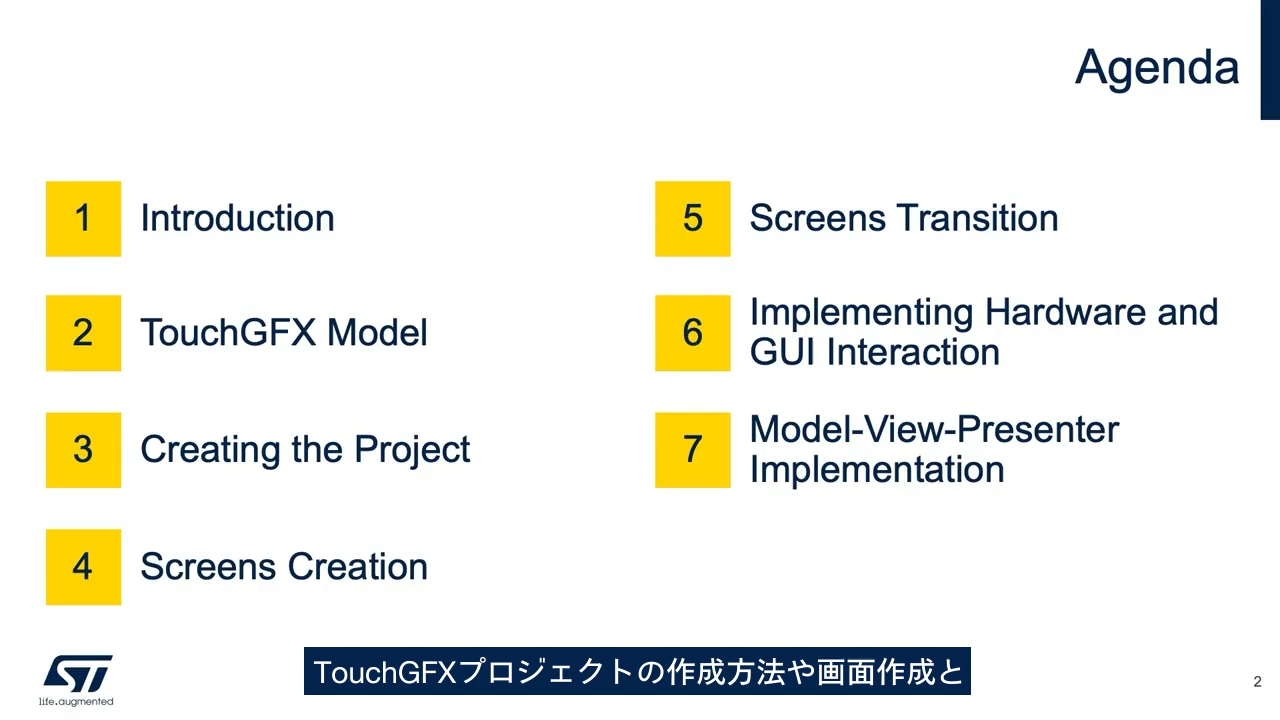 Agenda
1 Introduction
2 TouchGFX Model
3 Creating the Project
4 Screens Creation
5 Screens Transition
6 Implementing Hardware and
GUI Interaction
7 Model-View-Presenter
Implementation
ST
life.augmented
TouchGFXプロジェクトの作成方法や画面作成と
2